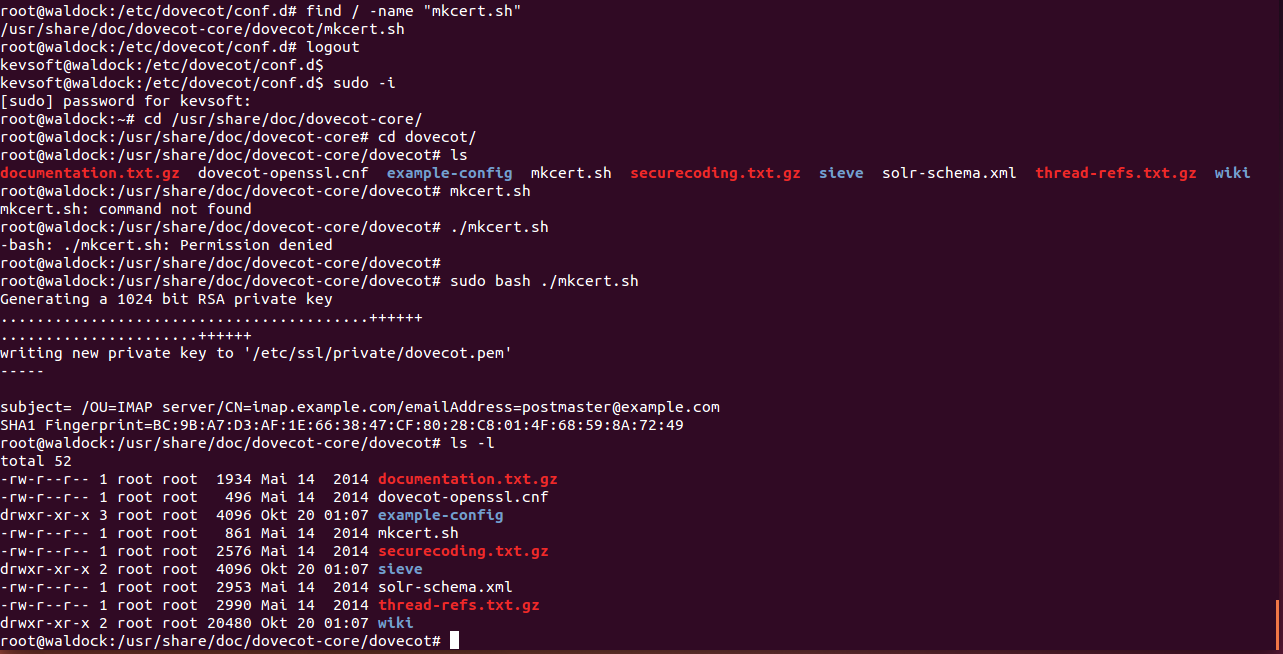 root@waldock:/etc/dovecot/conf.d# find / -name "mkcert.sh"
/usr/share/doc/dovecot-core/dovecot/mkcert.sh
root@waldock:/etc/dovecot/conf.d# logout
kevsoft@waldock:/etc/dovecot/conf.d$
kevsoft@waldock:/etc/dovecot/conf.d$ sudo -i
[sudo] password for kevsoft:
root@waldock:~# cd /usr/share/doc/dovecot-core/
root@waldock:/usr/share/doc/dovecot-core# cd dovecot/
root@waldock:/usr/share/doc/dovecot-core/dovecot# ls
documentation.txt.gz  dovecot-openssl.cnf  example-config  mkcert.sh  securecoding.txt.gz  sieve  solr-schema.xml  thread-refs.txt.gz  wiki
root@waldock:/usr/share/doc/dovecot-core/dovecot# mkcert.sh
mkcert.sh: command not found
root@waldock:/usr/share/doc/dovecot-core/dovecot# ./mkcert.sh
-bash: ./mkcert.sh: Permission denied
root@waldock:/usr/share/doc/dovecot-core/dovecot#
root@waldock:/usr/share/doc/dovecot-core/dovecot# sudo bash ./mkcert.sh
Generating a 1024 bit RSA private key
.........................................++++++
......................++++++
writing new private key to '/etc/ssl/private/dovecot.pem'
-----
subject= /OU=IMAP server/CN=imap.example.com/emailAddress=postmaster@example.com
SHA1 Fingerprint=BC:9B:A7:D3:AF:1E:66:38:47:CF:80:28:C8:01:4F:68:59:8A:72:49
root@waldock:/usr/share/doc/dovecot-core/dovecot# ls -l
total 52
-rw-r--r-- 1 root root  1934 Mai 14  2014 documentation.txt.gz
-rw-r--r-- 1 root root   496 Mai 14  2014 dovecot-openssl.cnf
drwxr-xr-x 3 root root  4096 Okt 20 01:07 example-config
-rw-r--r-- 1 root root   861 Mai 14  2014 mkcert.sh
-rw-r--r-- 1 root root  2576 Mai 14  2014 securecoding.txt.gz
drwxr-xr-x 2 root root  4096 Okt 20 01:07 sieve
-rw-r--r-- 1 root root  2953 Mai 14  2014 solr-schema.xml
-rw-r--r-- 1 root root  2990 Mai 14  2014 thread-refs.txt.gz
drwxr-xr-x 2 root root 20480 Okt 20 01:07 wiki
root@waldock:/usr/share/doc/dovecot-core/dovecot#